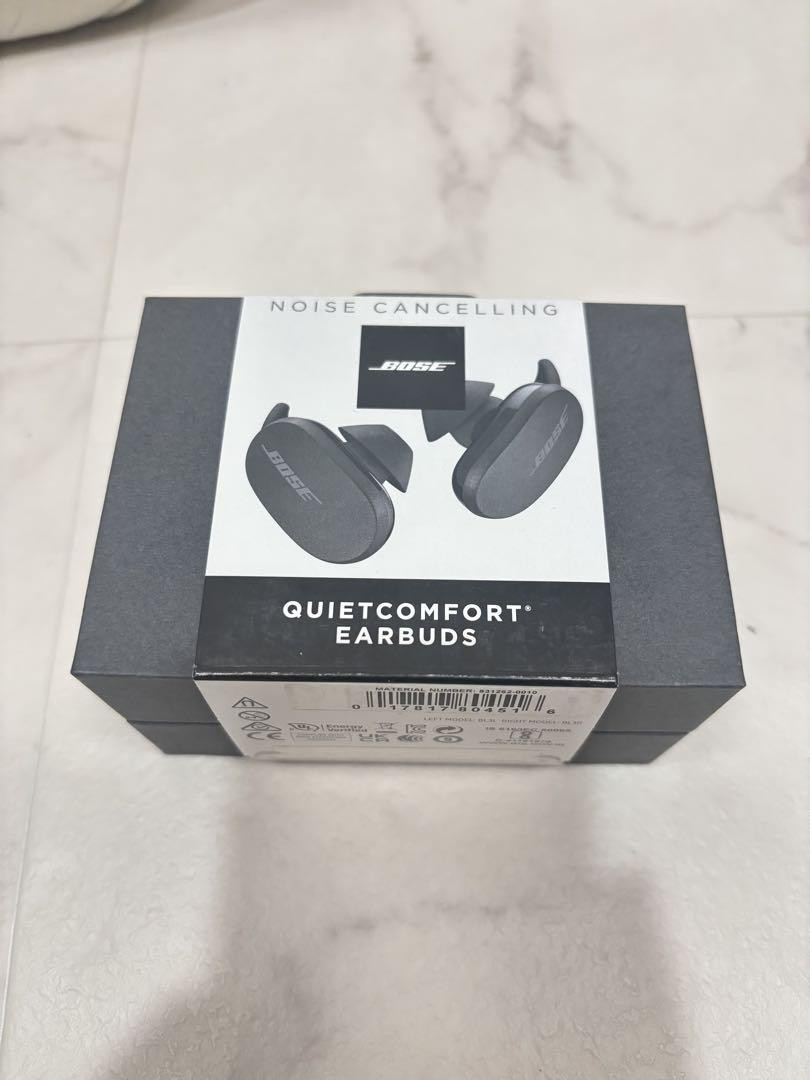 NOISE CANCELLING
BOSE
BOSE
BOSE
QUIETCOMFORT®
EARBUDS
MATERIAL NUMBER: 831262-0010
0 17817 80451 6
LEFT MODEL: BL3L RIGHT MODEL: BL3R
Energy
Verified